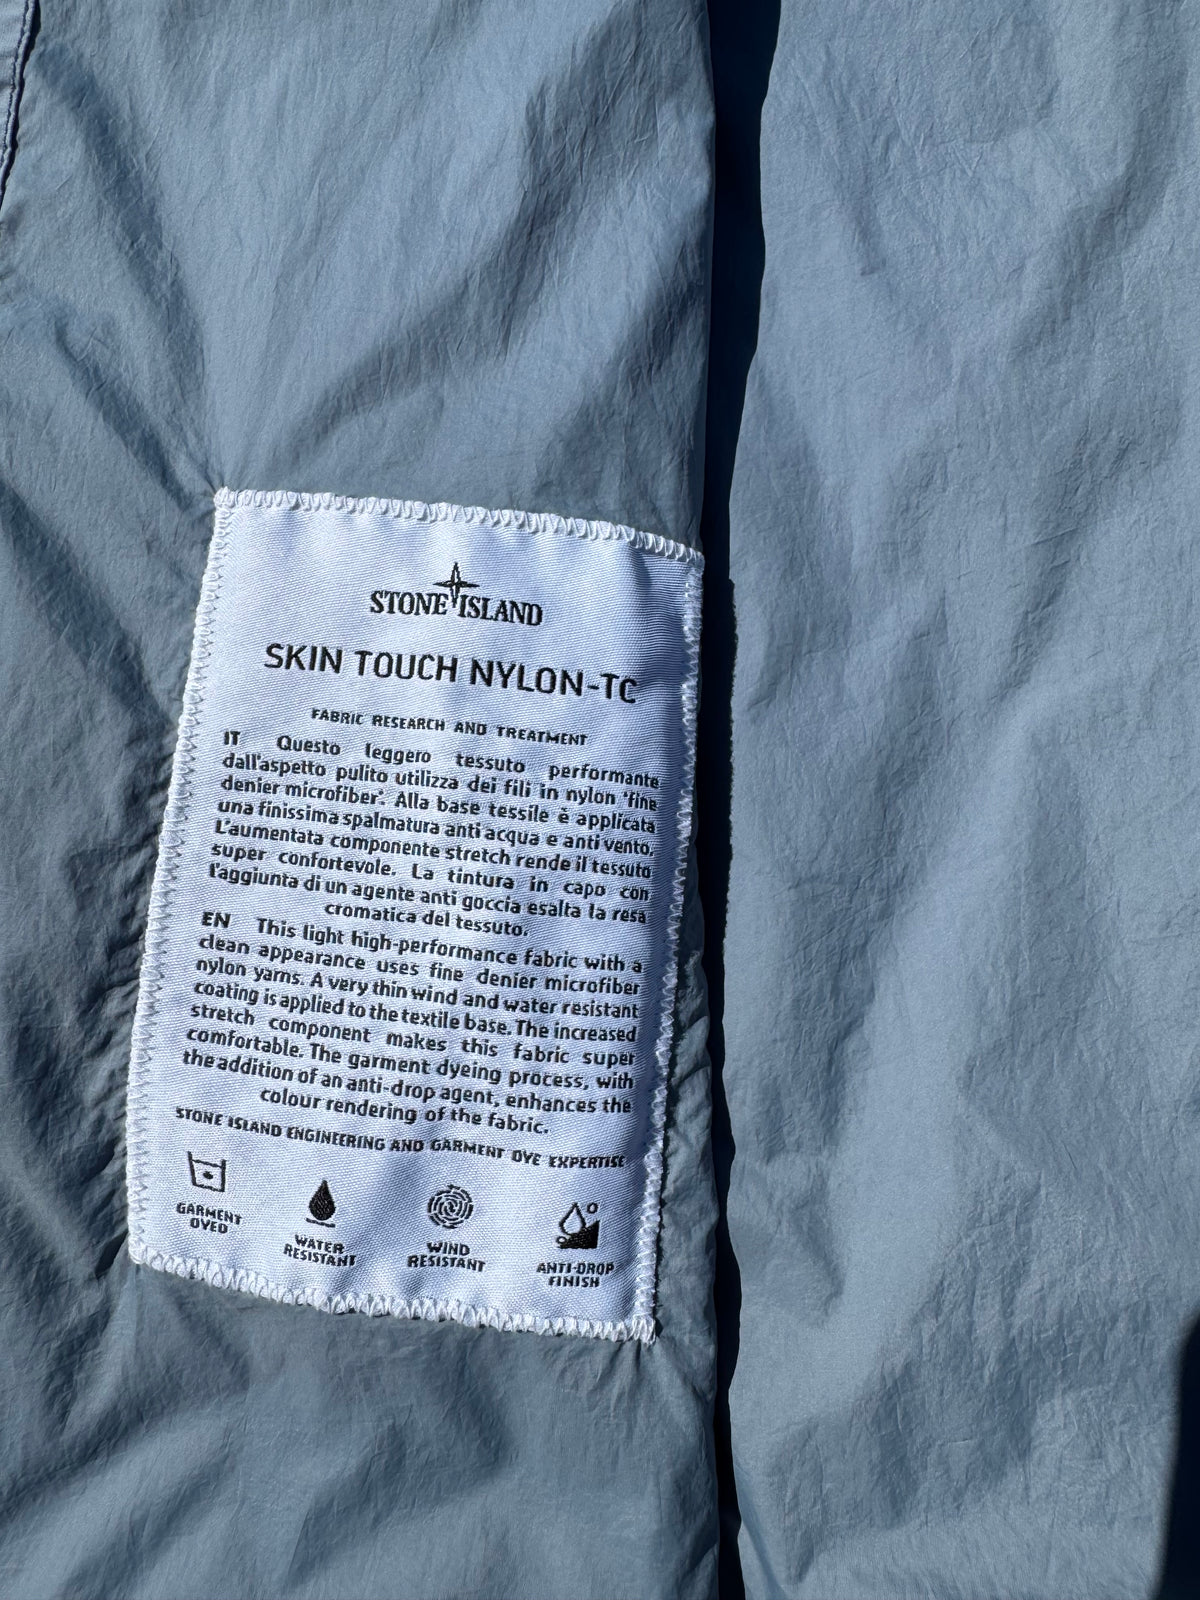 STONE ISLAND
SKIN TOUCH NYLON-TC
FABRIC RESEARCH AND TREATMENT
IT Questo leggero tessuto performante
dall'aspetto pulito utilizza dei fili in nylon 'fine
denier microfiber'. Alla base tessile è applicata
una finissima spalmatura anti acqua e anti vento.
L'aumentata componente stretch rende il tessuto
super confortevole. La tintura in capo con
l'aggiunta di un agente anti goccia esalta la resa
cromatica del tessuto.
EN This light high-performance fabric with a
clean appearance uses fine denier microfiber
nylon yarns. A very thin wind and water resistant
coating is applied to the textile base. The increased
stretch component makes this fabric super
comfortable. The garment dyeing process, with
the addition of an anti-drop agent, enhances the
colour rendering of the fabric.
STONE ISLAND ENGINEERING AND GARMENT DYE EXPERTISE
GARMENT
DYED
WATER
RESISTANT
WIND
RESISTANT
ANTI-DROP
FINISH